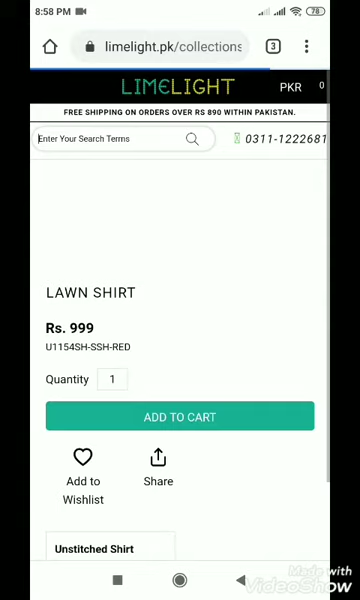 8:58 PM
78
limelight.pk/collections
3
LIMELIGHT
PKR
0
FREE SHIPPING ON ORDERS OVER RS 890 WITHIN PAKISTAN.
Enter Your Search Terms
0311-1222681
LAWN SHIRT
Rs. 999
U1154SH-SSH-RED
Quantity 1
ADD TO CART
Add to
Wishlist
Share
Unstitched Shirt
Made with
VideoShow